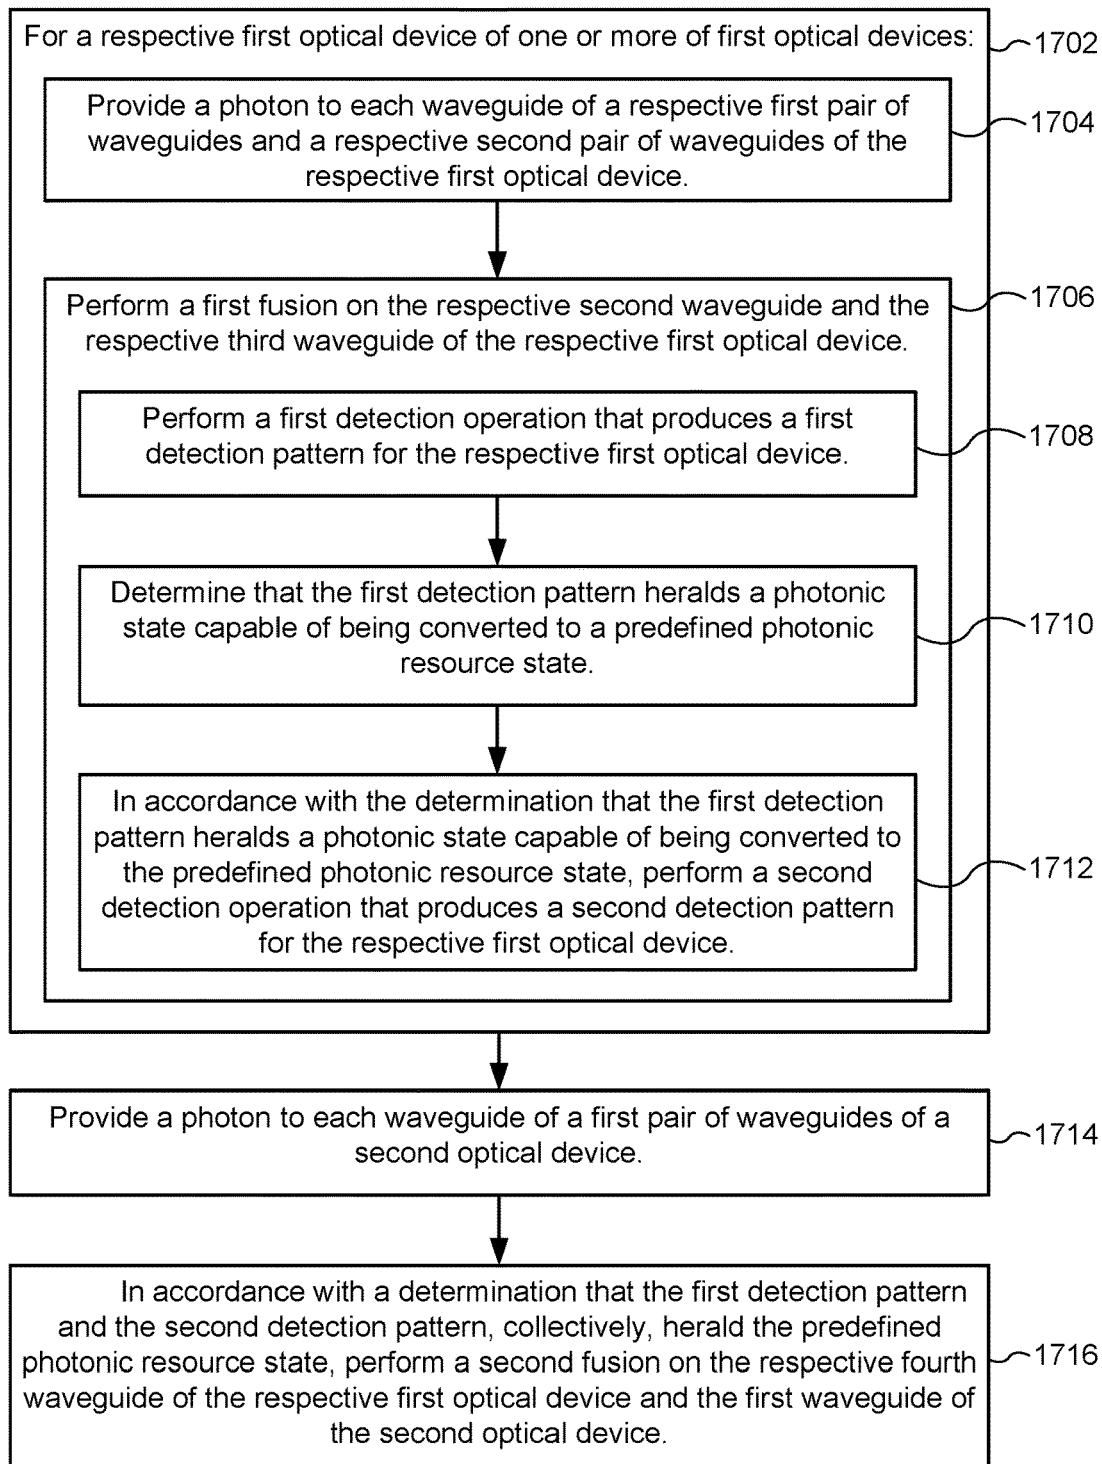 For a respective first optical device of one or more of first optical devices:
1702
Provide a photon to each waveguide of a respective first pair of
waveguides and a respective second pair of waveguides of the
respective first optical device.
1704
Perform a first fusion on the respective second waveguide and the
respective third waveguide of the respective first optical device.
1706
Perform a first detection operation that produces a first
detection pattern for the respective first optical device.
1708
Determine that the first detection pattern heralds a photonic
state capable of being converted to a predefined photonic
resource state.
1710
In accordance with the determination that the first detection
pattern heralds a photonic state capable of being converted to
the predefined photonic resource state, perform a second
detection operation that produces a second detection pattern
for the respective first optical device.
1712
Provide a photon to each waveguide of a first pair of waveguides of a
second optical device.
1714
In accordance with a determination that the first detection pattern
and the second detection pattern, collectively, herald the predefined
photonic resource state, perform a second fusion on the respective fourth
waveguide of the respective first optical device and the first waveguide of
the second optical device.
1716